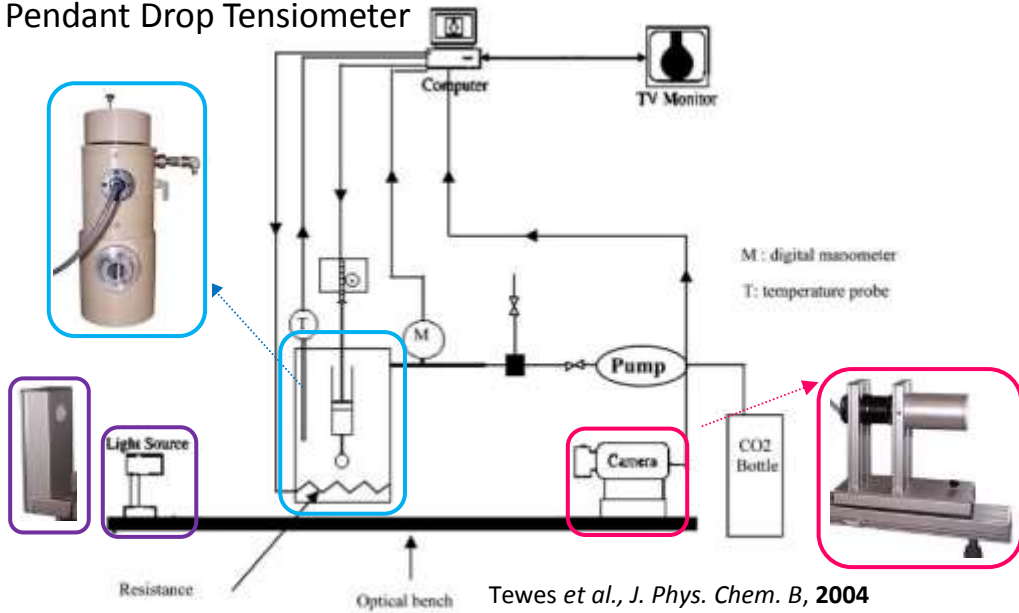 Pendant Drop Tensiometer
Computer
TV Monitor
M : digital manometer
T: temperature probe
T
M
Pump
Light Source
Camera
CO2
Bottle
Resistance
Optical bench
Tewes et al., J. Phys. Chem. B, 2004